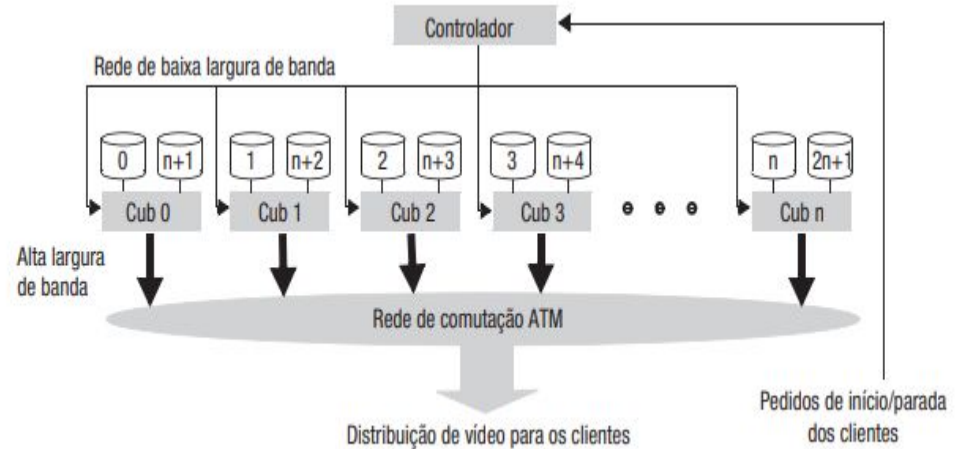 Controlador
Rede de baixa largura de banda
0 n+1 1 n+2 2 n+3 3 n+4 n 2n+1
Cub 0 Cub 1 Cub 2 Cub 3 Cub n
Alta largura
de banda
Rede de comutação ATM
Pedidos de início/parada
dos clientes
Distribuição de vídeo para os clientes